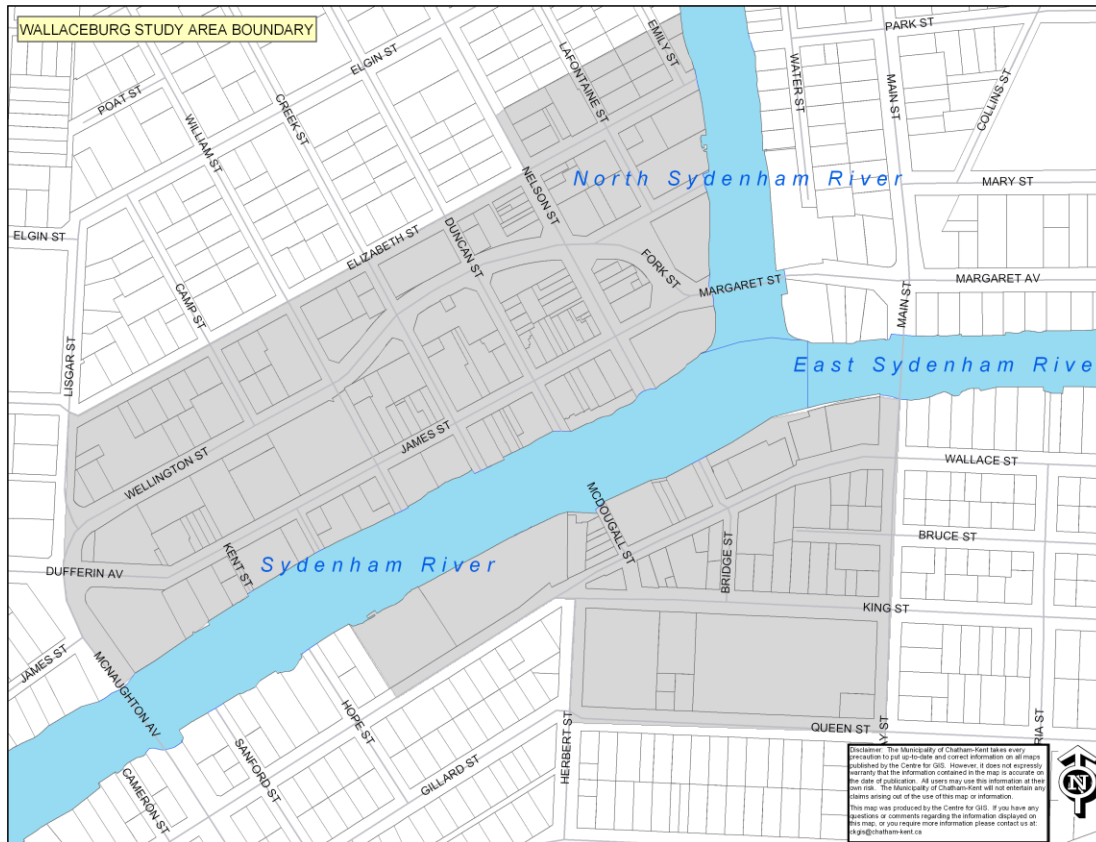 WALLACEBURG STUDY AREA BOUNDARY
PARK ST
EMILY ST
LAFONTAINE ST
ELGIN ST
WATER ST
MAIN ST
COLLINS ST
POAT ST
CREEK ST
WILLIAM ST
North Sydenham River
MARY ST
NELSON ST
ELGIN ST
ELIZABETH ST
DUNCAN ST
FORK ST
MARGARET ST
MARGARET AV
CAMP ST
MAIN ST
LISGAR ST
East Sydenham Rive
JAMES ST
WELLINGTON ST
WALLACE ST
MCDOUGALL ST
BRUCE ST
KENT ST
Sydenham River
BRIDGE ST
DUFFERIN AV
KING ST
JAMES ST
MCNAUGHTON AV
HOPE ST
QUEEN ST
HERBERT ST
Y ST
RIA ST
SANFORD ST
GILLARD ST
CAMERON ST
Disclaimer: The Municipality of Chatham-Kent takes every
precaution to put up-to-date and correct information on all maps
published by the Centre for GIS. However, it does not expressly
warranty that the information contained in the map is accurate on
the date of publication. All users may use this information at their
own risk. The Municipality of Chatham-Kent will not entertain any
claims arising out of the use of this map or information.
This map was produced by the Centre for GIS. If you have any
questions or comments regarding the information displayed on
this map, or you require more information please contact us at:
ckgis@chatham-kent.ca
N